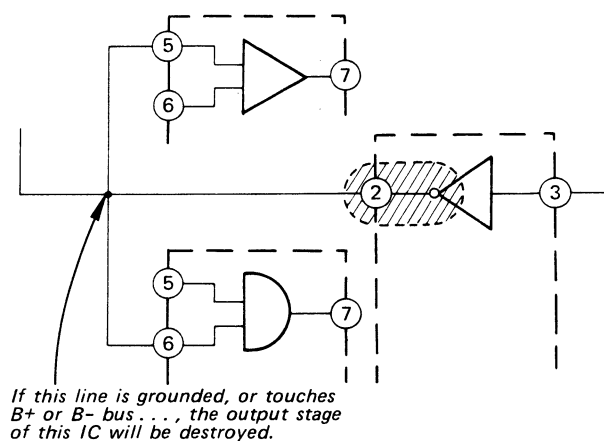 5
6
7
2
3
5
6
7
If this line is grounded, or touches
B+ or B- bus . . . , the output stage
of this IC will be destroyed.